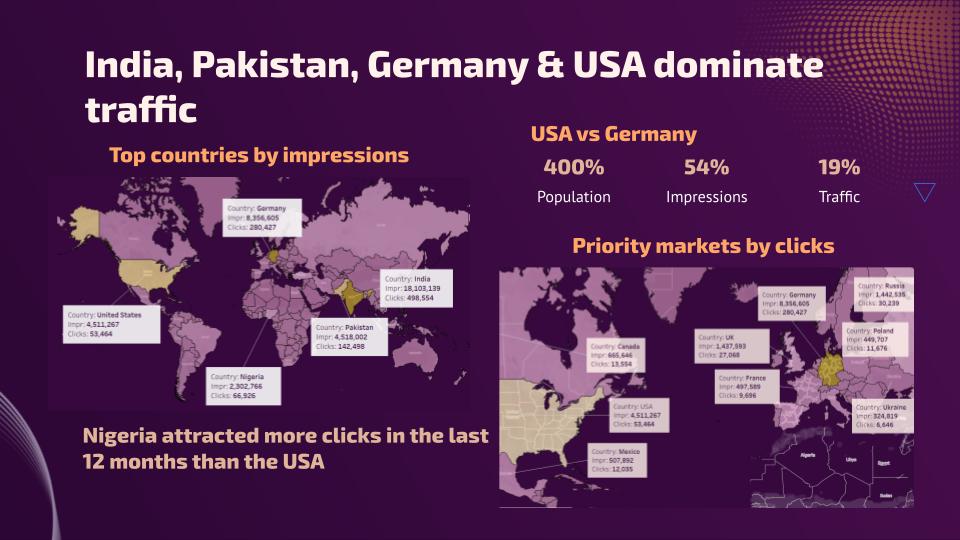 India, Pakistan, Germany & USA dominate
traffic
Top countries by impressions
Country: Germany
Impr: 8,356,605
Clicks: 280,427
Country: India
Impr: 18,103,139
Clicks: 498,554
Country: United States
Impr: 4,511,267
Clicks: 53,464
Country: Pakistan
Impr: 4,518,002
Clicks: 142,498
Country: Nigeria
Impr: 2,302,766
Clicks: 66,926
Nigeria attracted more clicks in the last
12 months than the USA
USA vs Germany
400% 54% 19%
Population Impressions Traffic
Priority markets by clicks
Country: Russia
Impr: 1,442,535
Clicks: 30,239
Country: Germany
Impr: 8,356,605
Clicks: 280,427
Country: Poland
Impr: 449,707
Clicks: 11,676
Country: UK
Impr: 1,437,593
Clicks: 27,068
Country: Canada
Impr: 665,646
Clicks: 13,554
Country: France
Impr: 497,589
Clicks: 9,696
Country: USA
Impr: 4,511,267
Clicks: 53,464
Country: Ukraine
Impr: 324,819
Clicks: 6,646
Country: Mexico
Impr: 507,892
Clicks: 12,035
Algeria
Libya
Egypt
Sudan